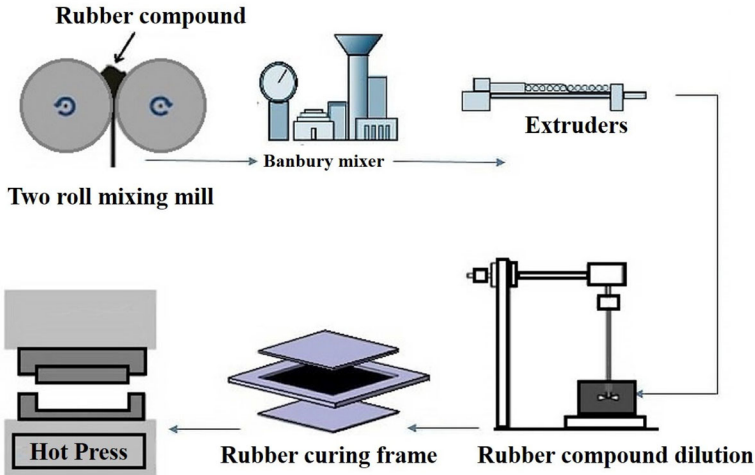 Rubber compound
Extruders
Banbury mixer
Two roll mixing mill
Hot Press
Rubber curing frame
Rubber compound dilution